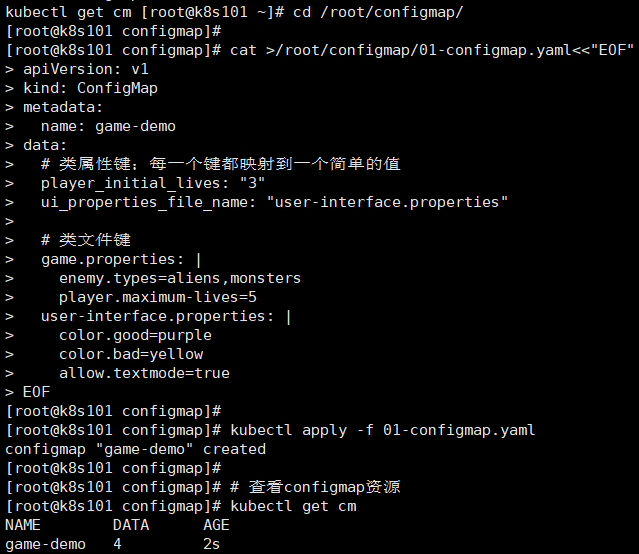 kubectl get cm [root@k8s101 ~]# cd /root/configmap/
[root@k8s101 configmap]#
[root@k8s101 configmap]# cat >/root/configmap/01-configmap.yaml<<"EOF"
> apiVersion: v1
> kind: ConfigMap
> metadata:
>   name: game-demo
> data:
>   # 类属性键；每一个键都映射到一个简单的值
>   player_initial_lives: "3"
>   ui_properties_file_name: "user-interface.properties"
>
>   # 类文件键
>   game.properties: |
>     enemy.types=aliens,monsters
>     player.maximum-lives=5
>   user-interface.properties: |
>     color.good=purple
>     color.bad=yellow
>     allow.textmode=true
> EOF
[root@k8s101 configmap]#
[root@k8s101 configmap]# kubectl apply -f 01-configmap.yaml
configmap "game-demo" created
[root@k8s101 configmap]#
[root@k8s101 configmap]# # 查看configmap资源
[root@k8s101 configmap]# kubectl get cm
NAME        DATA      AGE
game-demo   4         2s